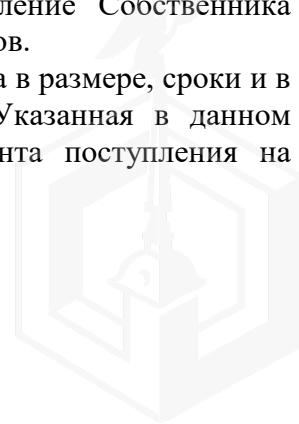 ление Собственника
ов.
а в размере, сроки и в
Указанная в данном
нта поступления на